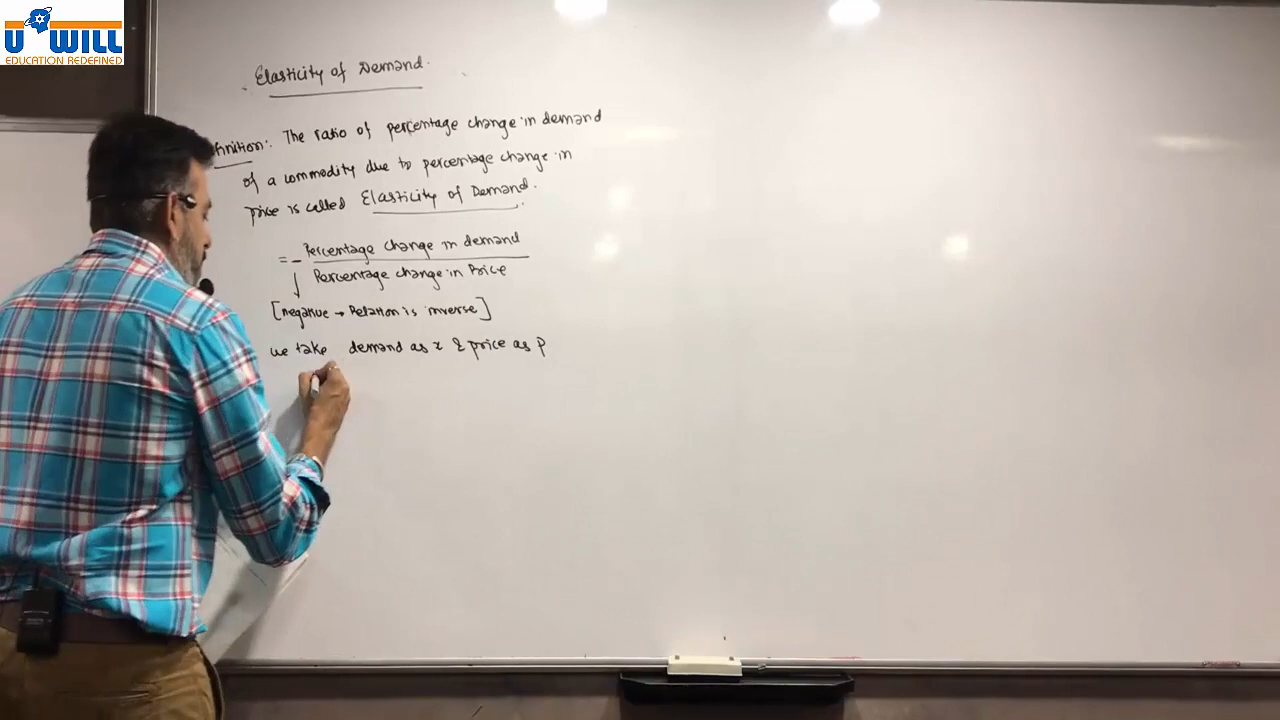 U WILL
EDUCATION REDEFINED
Elasticity of Demand.
finition:. The ratio of percentage change in demand
of a commodity due to percentage change in
price is called Elasticity of Demand.
= - Percentage change in demand
Percentage change in Price
[negative → Relation is inverse]
we take demand as x & price as p